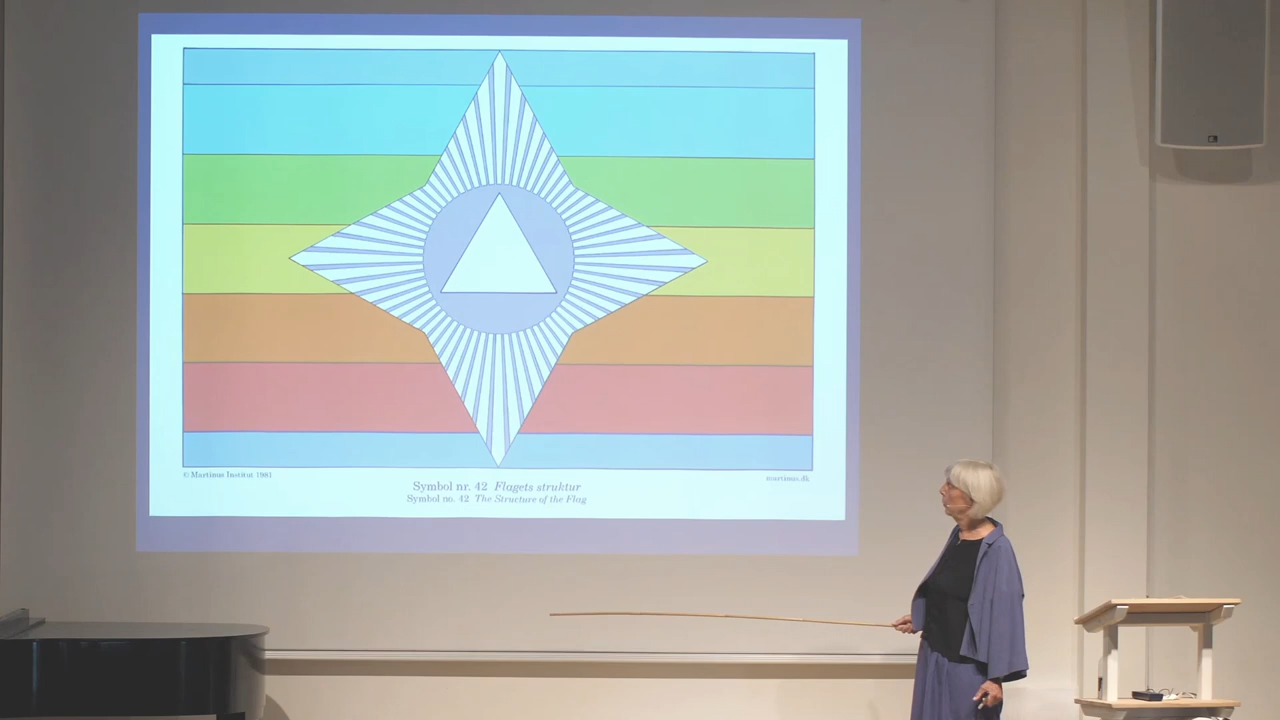 © Martinus Institut 1981
martinus.dk
Symbol nr. 42 Flagets struktur
Symbol no. 42 The Structure of the Flag